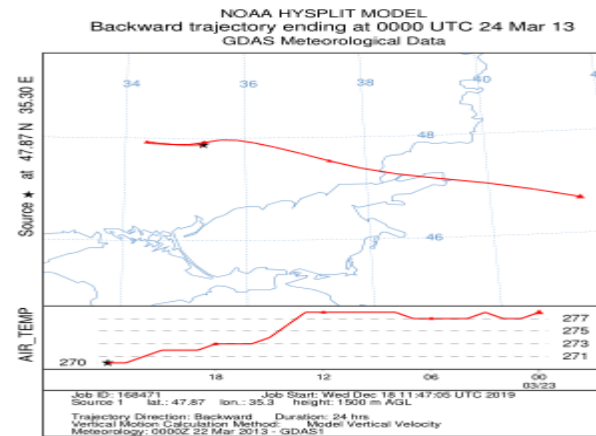 NOAA HYSPLIT MODEL
Backward trajectory ending at 0000 UTC 24 Mar 13
GDAS Meteorological Data
Source ★ at 47.87 N 35.30 E
34
36
38
40
48
46
AIR_TEMP
270
277
275
273
271
18
12
06
00
03/23
Job ID: 168471 Job Start: Wed Dec 18 11:47:05 UTC 2019
Source 1 lat.: 47.87 lon.: 35.3 height: 1500 m AGL
Trajectory Direction: Backward Duration: 24 hrs
Vertical Motion Calculation Method: Model Vertical Velocity
Meteorology: 0000Z 22 Mar 2013 - GDAS1